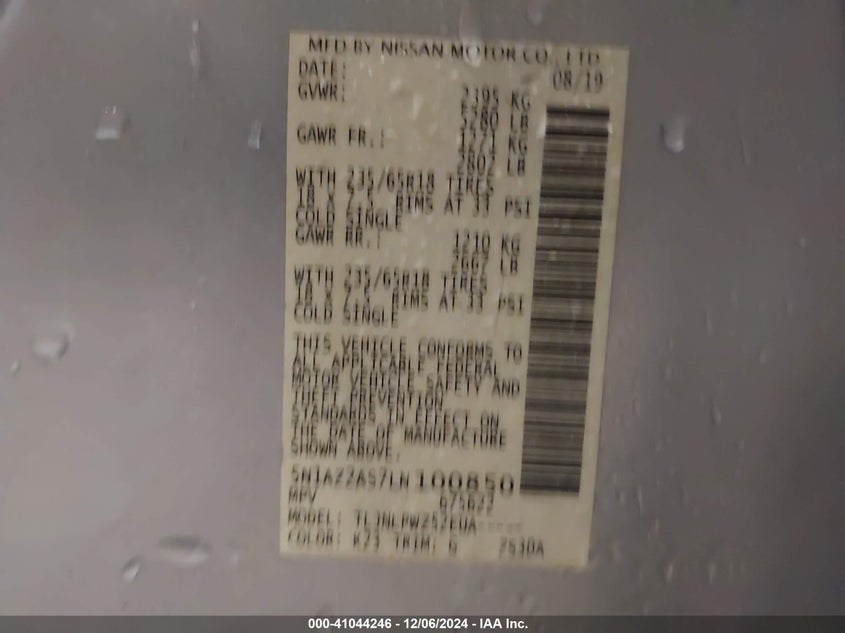 MFD BY NISSAN MOTOR CO., LTD
DATE: 08/19
GVWR: 2395 KG
5280 LB
GAWR FR.: 1271 KG
2802 LB
WITH 235/65R18 TIRES
18 X 7.5 RIMS AT 33 PSI
COLD SINGLE
GAWR RR.: 1210 KG
2667 LB
WITH 235/65R18 TIRES
18 X 7.5 RIMS AT 33 PSI
COLD SINGLE
THIS VEHICLE CONFORMS TO
ALL APPLICABLE FEDERAL
MOTOR VEHICLE SAFETY AND
THEFT PREVENTION
STANDARDS IN EFFECT ON
THE DATE OF MANUFACTURE
SHOWN ABOVE.
5N1AZ2AS7LN100850
MPV
MODEL:
COLOR: K23 TRIM: G
000-41044246 - 12/06/2024 - IAA Inc.